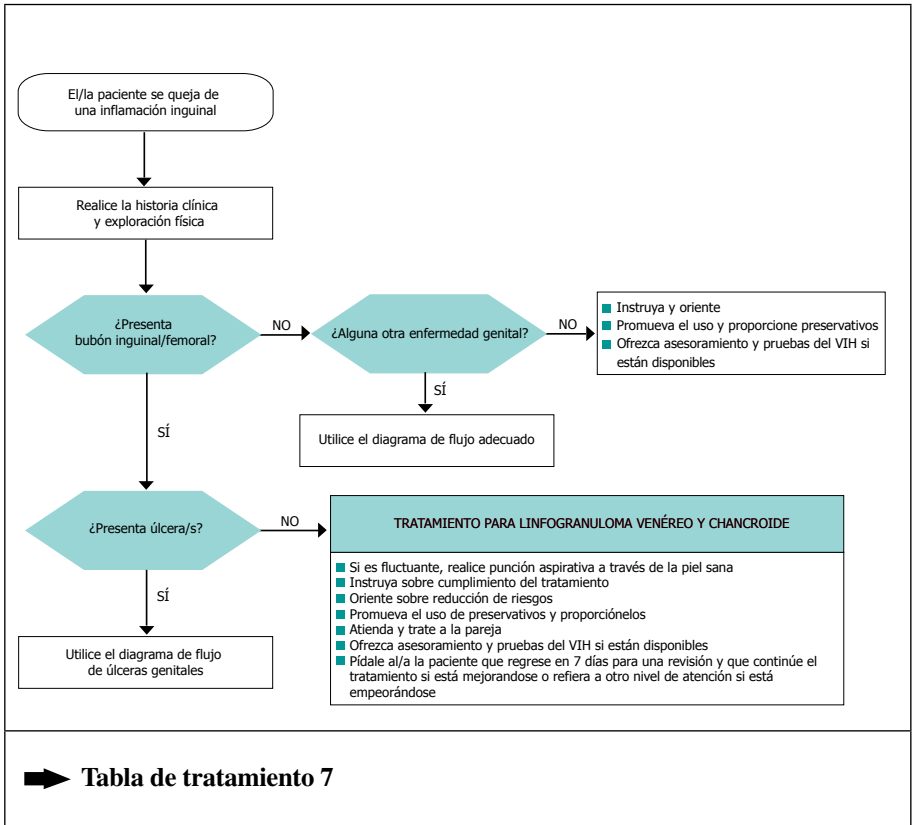 El/la paciente se queja de
una inflamación inguinal
Realice la historia clínica
y exploración física
¿Presenta
bubón inguinal/femoral?
NO
¿Alguna otra enfermedad genital?
NO
Instruya y oriente
Promueva el uso y proporcione preservativos
Ofrezca asesoramiento y pruebas del VIH si
están disponibles
SÍ
Utilice el diagrama de flujo adecuado
SÍ
¿Presenta úlcera/s?
NO
TRATAMIENTO PARA LINFOGRANULOMA VENÉREO Y CHANCROIDE
Si es fluctuante, realice punción aspirativa a través de la piel sana
Instruya sobre cumplimiento del tratamiento
Oriente sobre reducción de riesgos
Promueva el uso de preservativos y proporciónelos
Atienda y trate a la pareja
Ofrezca asesoramiento y pruebas del VIH si están disponibles
Pídale al/a la paciente que regrese en 7 días para una revisión y que continúe el
tratamiento si está mejorandose o refiera a otro nivel de atención si está
empeorándose
SÍ
Utilice el diagrama de flujo
de úlceras genitales
Tabla de tratamiento 7